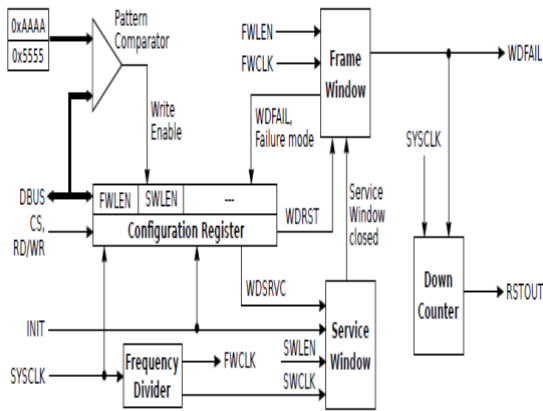 0xAAAA
0x5555
Pattern
Comparator
FWLEN
FWCLK
Frame
Window
WDFAIL
Write
Enable
WDFAIL,
Failure mode
SYSCLK
DBUS
CS,
RD/WR
FWLEN
SWLEN
---
Configuration Register
WDRST
Service
Window
closed
Down
Counter
RSTOUT
WDSRVC
INIT
SYSCLK
Frequency
Divider
FWCLK
SWLEN
SWCLK
Service
Window